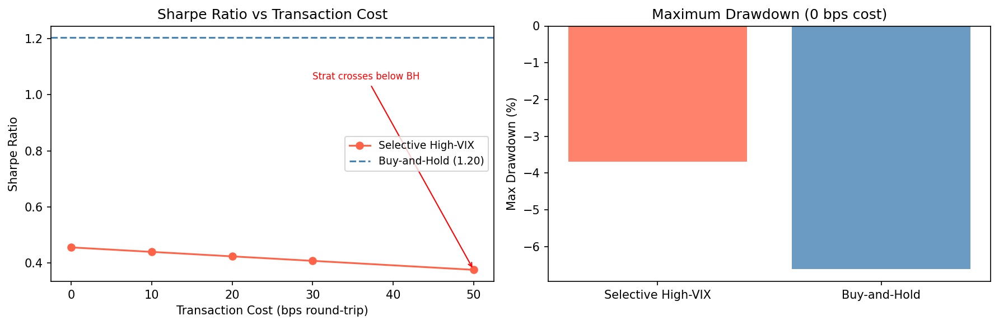 Sharpe Ratio vs Transaction Cost
Sharpe Ratio
1.2
1.0
0.8
0.6
0.4
Strat crosses below BH
Selective High-VIX
Buy-and-Hold (1.20)
0
10
20
30
40
50
Transaction Cost (bps round-trip)
Maximum Drawdown (0 bps cost)
Max Drawdown (%)
0
−1
−2
−3
−4
−5
−6
Selective High-VIX
Buy-and-Hold